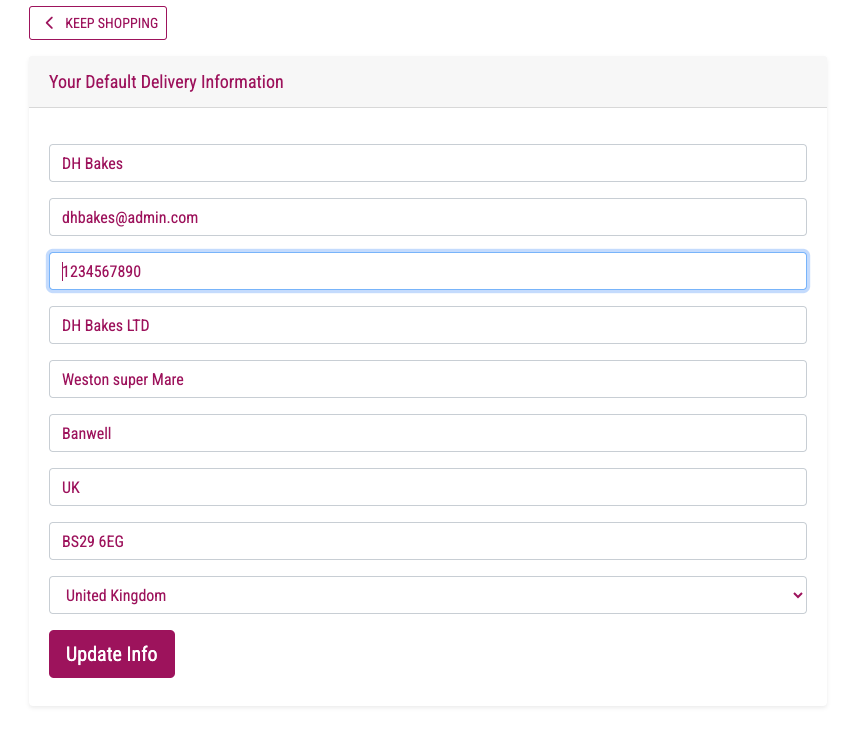 KEEP SHOPPING
Your Default Delivery Information
DH Bakes
dhbakes@admin.com
1234567890
DH Bakes LTD
Weston super Mare
Banwell
UK
BS29 6EG
United Kingdom
Update Info